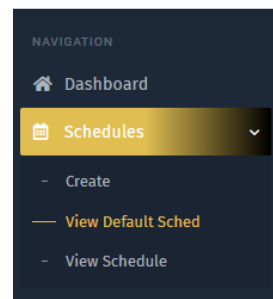 NAVIGATION
Dashboard
Schedules
- Create
View Default Sched
- View Schedule